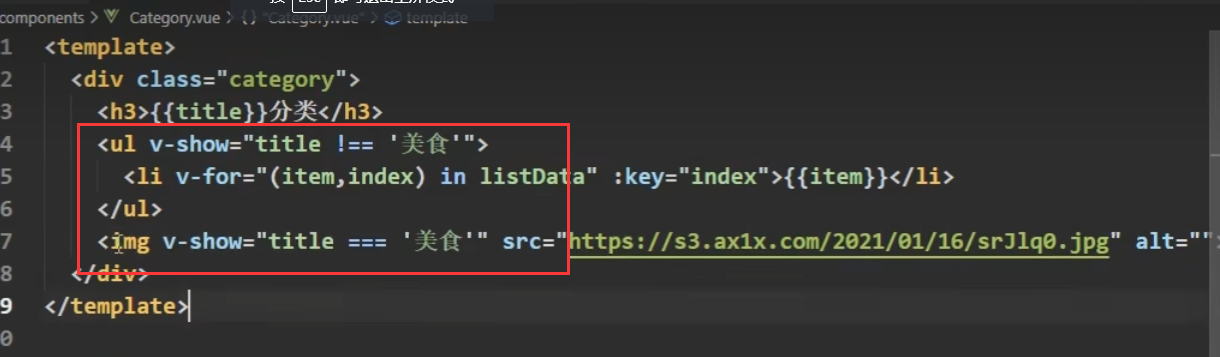 components > Category.vue > {} "Category.vue" > template
1 <template>
2 <div class="category">
3 <h3>{{title}}分类</h3>
4 <ul v-show="title !== '美食'">
5 <li v-for="(item,index) in listData" :key="index">{{item}}</li>
6 </ul>
7 <img v-show="title === '美食'" src="https://s3.ax1x.com/2021/01/16/srJlq0.jpg" alt="">
8 </div>
9 </template>
0